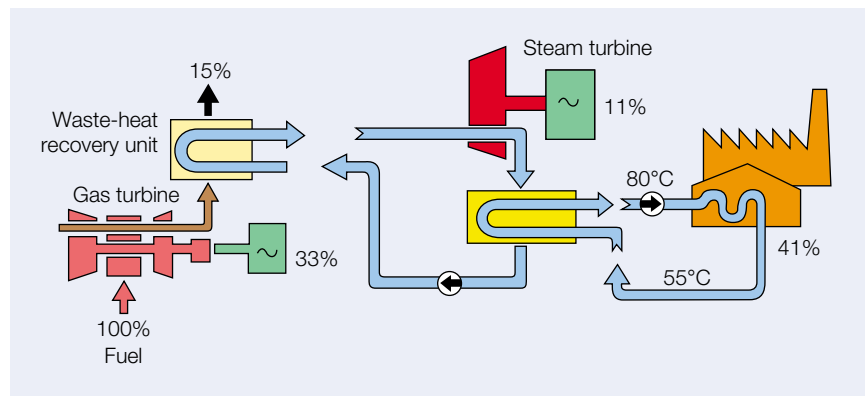 Steam turbine
15%
11%
Waste-heat
recovery unit
80°C
Gas turbine
41%
33%
55°C
100%
Fuel